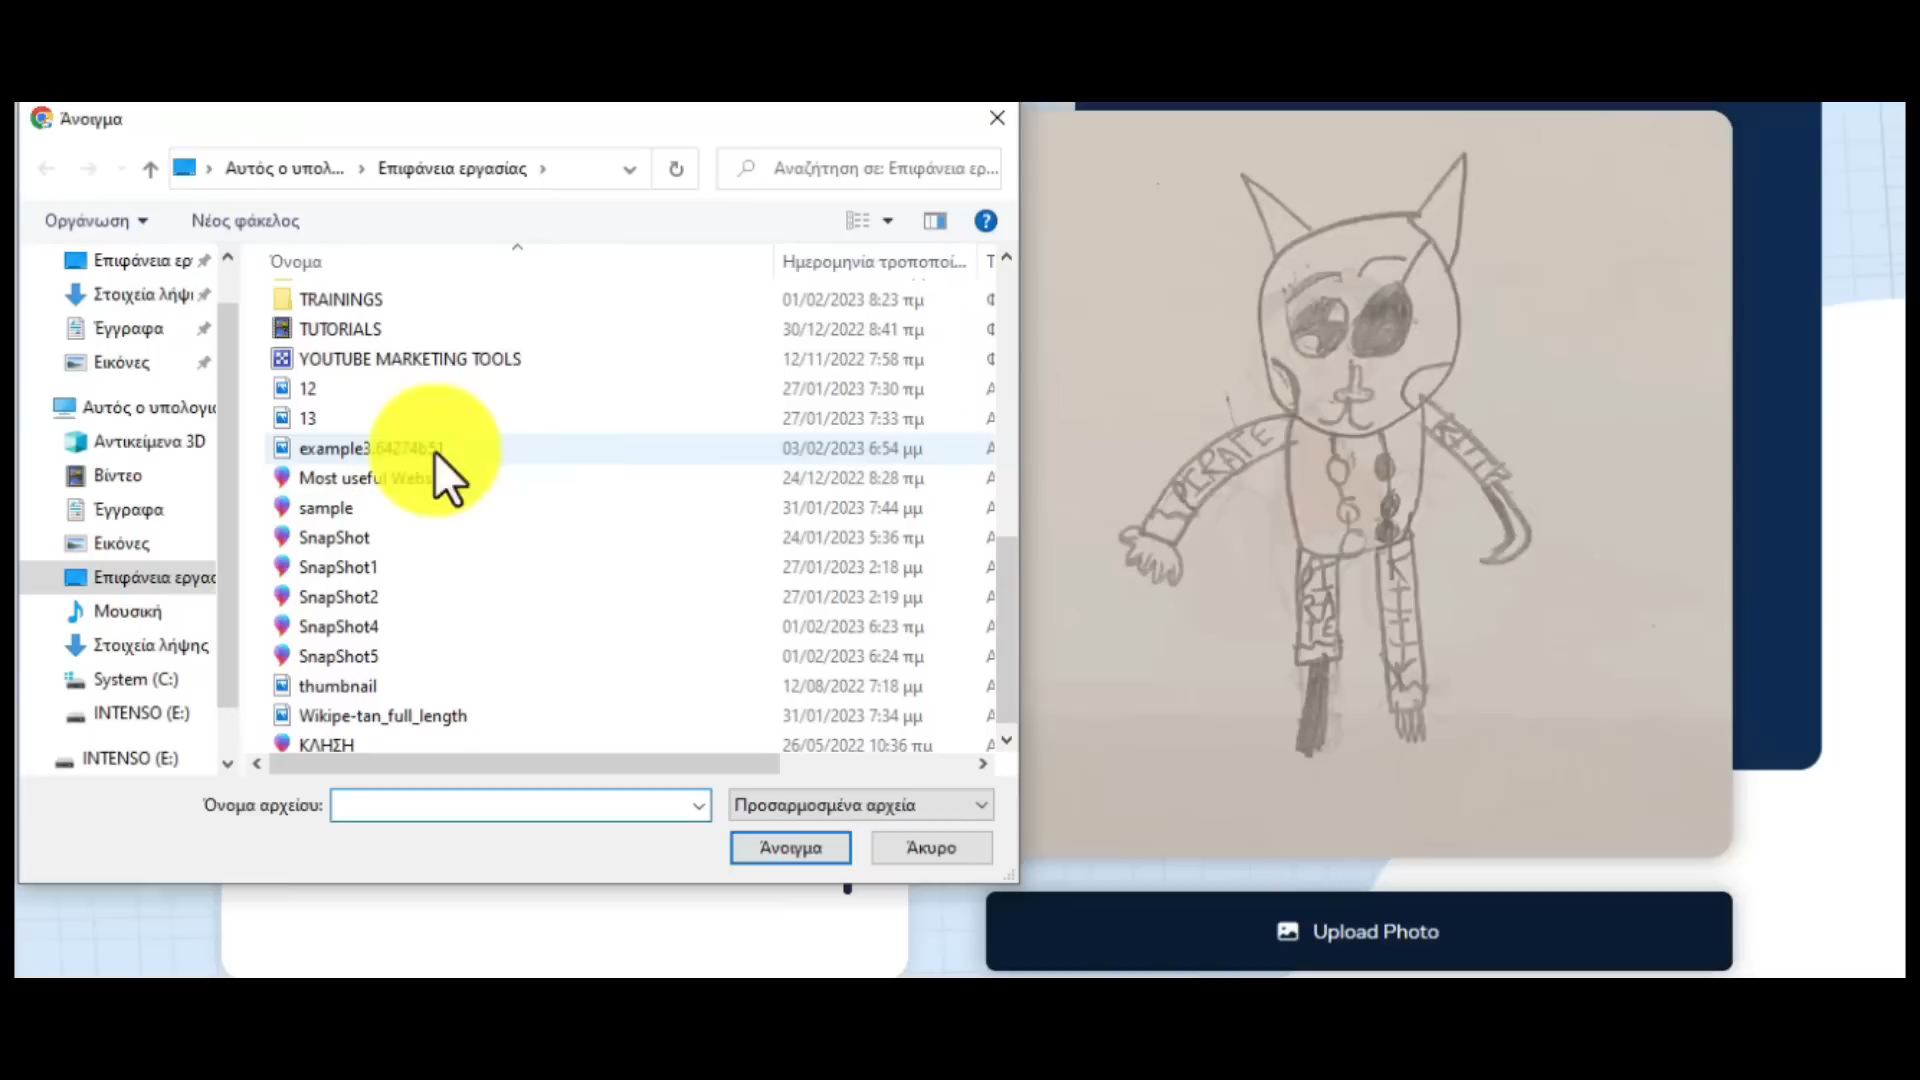 Άνοιγμα
Αυτός ο υπολ... Επιφάνεια εργασίας
Αναζήτηση σε: Επιφάνεια ερ...
Οργάνωση Νέος φάκελος
Επιφάνεια ερ
Στοιχεία λήψι
Έγγραφα
Εικόνες
Αυτός ο υπολογις
Αντικείμενα 3D
Βίντεο
Έγγραφα
Εικόνες
Επιφάνεια εργασ
Μουσική
Στοιχεία λήψης
System (C:)
INTENSO (E:)
INTENSO (E:)
Όνομα Ημερομηνία τροποποί... Τ
TRAININGS 01/02/2023 8:23 πμ
TUTORIALS 30/12/2022 8:41 πμ
YOUTUBE MARKETING TOOLS 12/11/2022 7:58 πμ
12 27/01/2023 7:30 πμ
13 27/01/2023 7:33 πμ
example3.64274b51 03/02/2023 6:54 μμ
Most useful Webs 24/12/2022 8:28 πμ
sample 31/01/2023 7:44 μμ
SnapShot 24/01/2023 5:36 πμ
SnapShot1 27/01/2023 2:18 μμ
SnapShot2 27/01/2023 2:19 μμ
SnapShot4 01/02/2023 6:23 πμ
SnapShot5 01/02/2023 6:24 πμ
thumbnail 12/08/2022 7:18 μμ
Wikipe-tan_full_length 31/01/2023 7:34 μμ
ΚΛΗΣΗ 26/05/2022 10:36 πμ
Όνομα αρχείου: Προσαρμοσμένα αρχεία
Άνοιγμα Άκυρο
PIRATE
Upload Photo